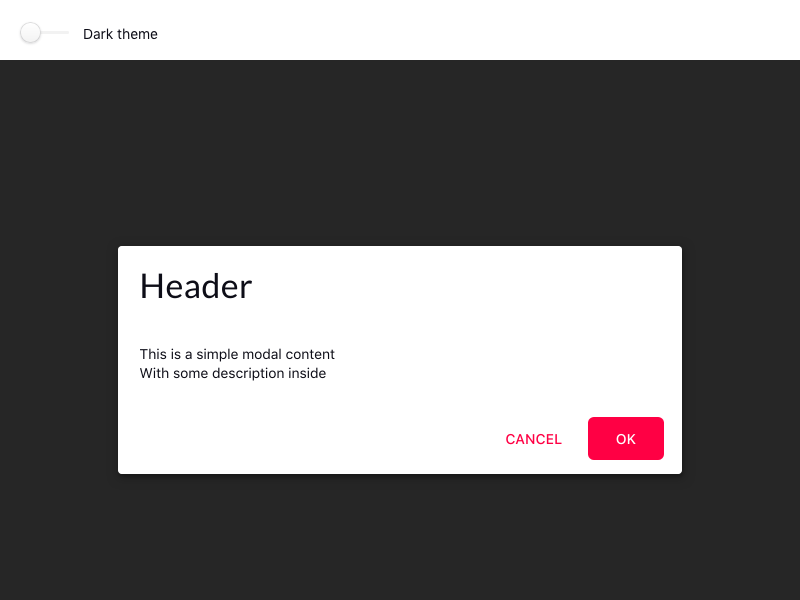 Dark theme
Header
This is a simple modal content
With some description inside
CANCEL
OK